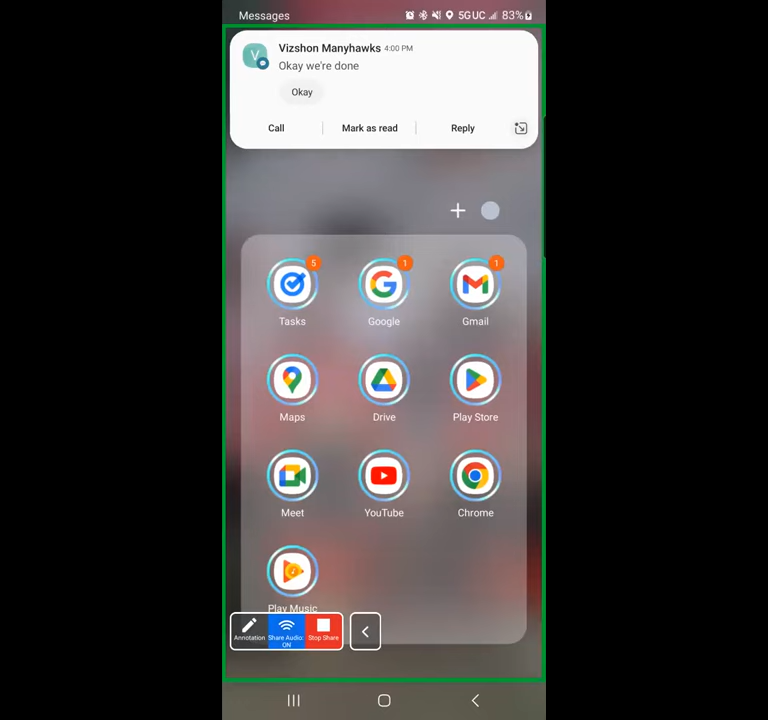 Messages 5G UC 83%
V Vizshon Manyhawks 4:00 PM
Okay we're done
Okay
Call Mark as read Reply
5 1 1
Tasks Google Gmail
Maps Drive Play Store
Meet YouTube Chrome
Play Music
Annotation Share Audio: ON Stop Share